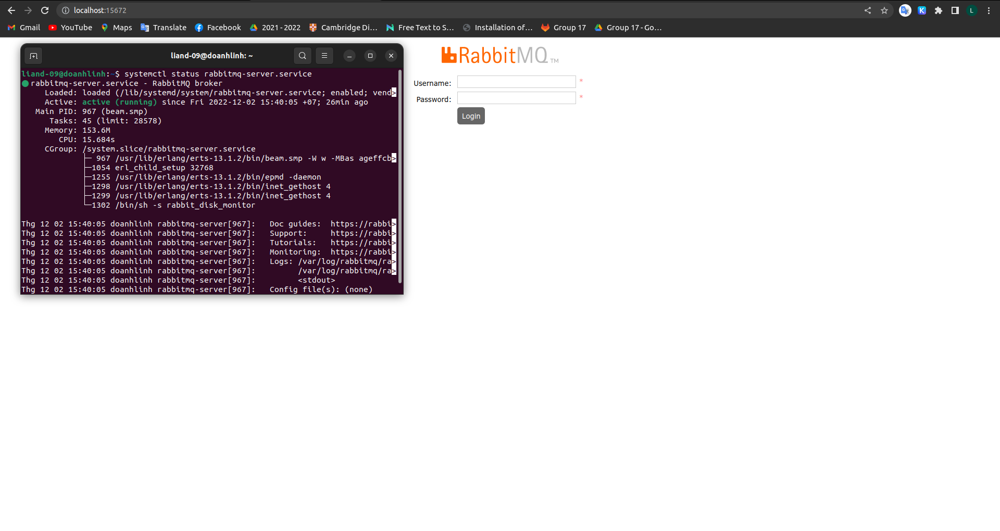 localhost:15672
Gmail YouTube Maps Translate Facebook 2021-2022 Cambridge Di... Free Text to S... Installation of... Group 17 Group 17-Go...
L
liand-09@doanhlinh: ~
liand-09@doanhlinh:~$ systemctl status rabbitmq-server.service
● rabbitmq-server.service - RabbitMQ broker
     Loaded: loaded (/lib/systemd/system/rabbitmq-server.service; enabled; vend>
     Active: active (running) since Fri 2022-12-02 15:40:05 +07; 26min ago
   Main PID: 967 (beam.smp)
      Tasks: 45 (limit: 28578)
     Memory: 153.6M
        CPU: 15.684s
     CGroup: /system.slice/rabbitmq-server.service
             ├─ 967 /usr/lib/erlang/erts-13.1.2/bin/beam.smp -W w -MBas ageffcb>
             ├─1054 erl_child_setup 32768
             ├─1255 /usr/lib/erlang/erts-13.1.2/bin/epmd -daemon
             ├─1298 /usr/lib/erlang/erts-13.1.2/bin/inet_gethost 4
             ├─1299 /usr/lib/erlang/erts-13.1.2/bin/inet_gethost 4
             └─1302 /bin/sh -s rabbit_disk_monitor
Thg 12 02 15:40:05 doanhlinh rabbitmq-server[967]:   Doc guides:  https://rabbi>
Thg 12 02 15:40:05 doanhlinh rabbitmq-server[967]:   Support:     https://rabbi>
Thg 12 02 15:40:05 doanhlinh rabbitmq-server[967]:   Tutorials:   https://rabbi>
Thg 12 02 15:40:05 doanhlinh rabbitmq-server[967]:   Monitoring:  https://rabbi>
Thg 12 02 15:40:05 doanhlinh rabbitmq-server[967]:   Logs: /var/log/rabbitmq/ra>
Thg 12 02 15:40:05 doanhlinh rabbitmq-server[967]:         /var/log/rabbitmq/ra>
Thg 12 02 15:40:05 doanhlinh rabbitmq-server[967]:         <stdout>
Thg 12 02 15:40:05 doanhlinh rabbitmq-server[967]:   Config file(s): (none)
RabbitMQ TM
Username: *
Password: *
Login